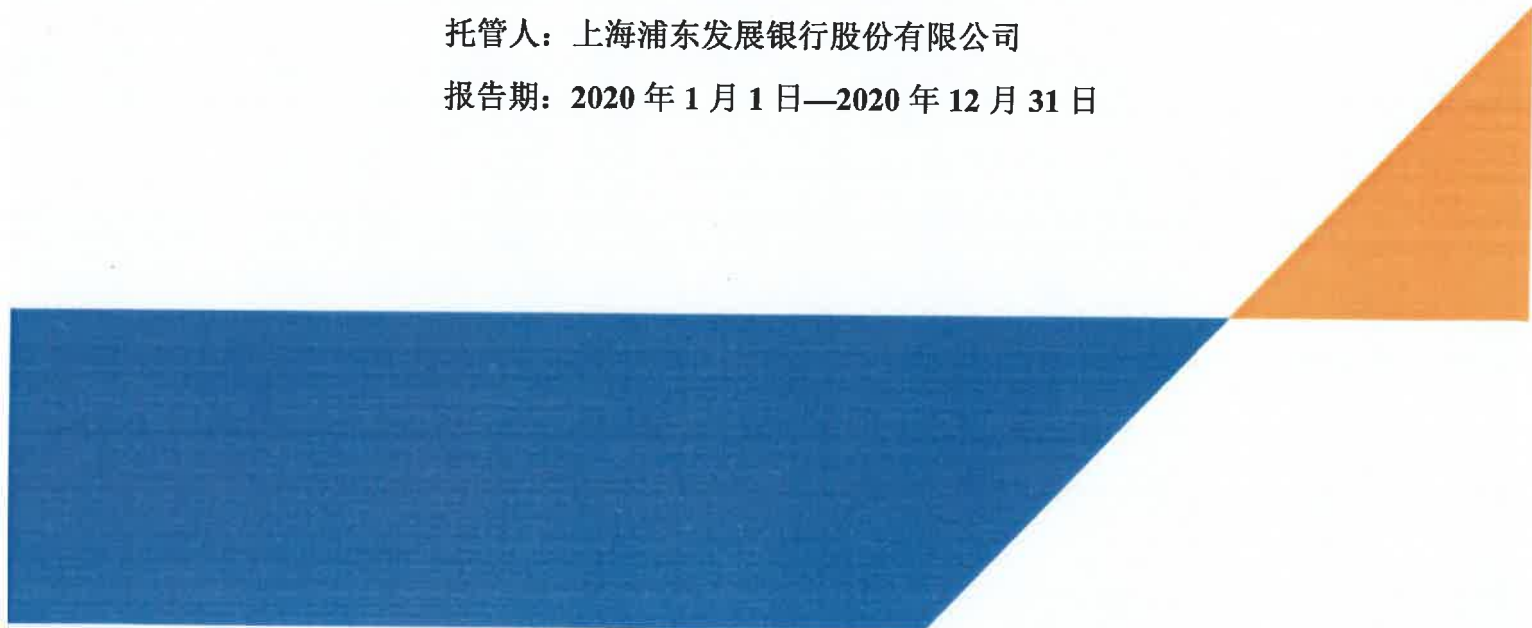 托管人：上海浦东发展银行股份有限公司
报告期：2020 年 1 月 1 日—2020 年 12 月 31 日